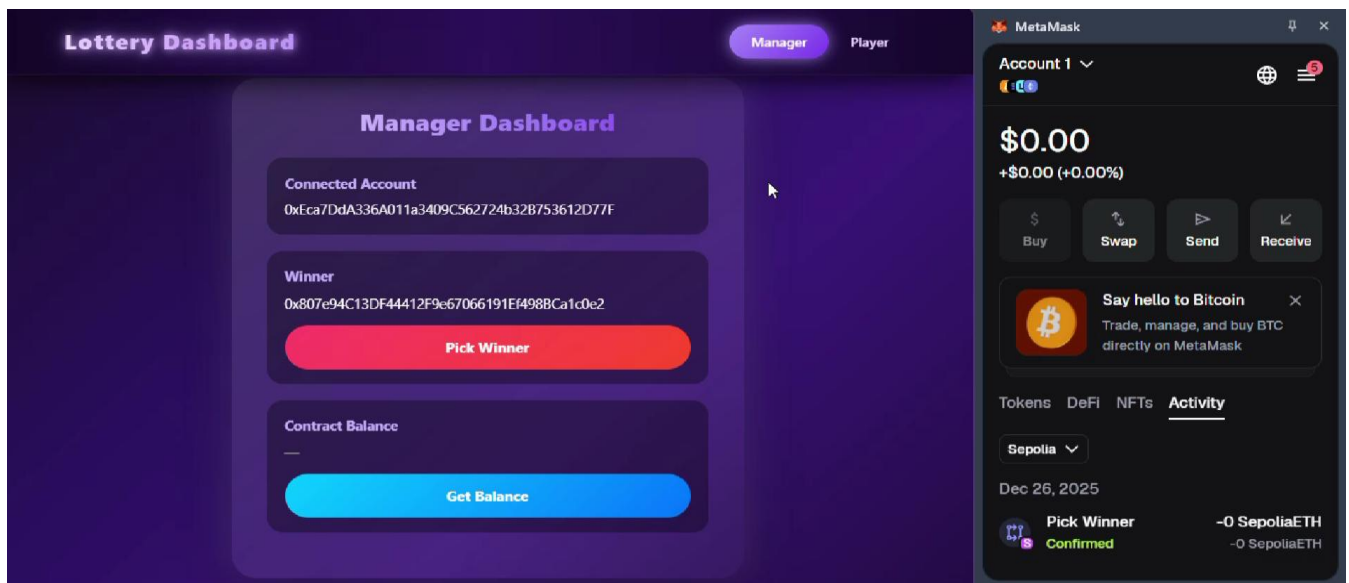 Lottery Dashboard
Manager
Player
Manager Dashboard
Connected Account
0xEca7DdA336A011a3409C562724b32B753612D77F
Winner
0x807e94C13DF44412F9e67066191Ef498BCa1c0e2
Pick Winner
Contract Balance
—
Get Balance
MetaMask
Account 1
5
$0.00
+$0.00 (+0.00%)
$
Buy
Swap
Send
Receive
Say hello to Bitcoin
Trade, manage, and buy BTC
directly on MetaMask
Tokens DeFi NFTs Activity
Sepolia
Dec 26, 2025
Pick Winner
-0 SepoliaETH
S
Confirmed
-0 SepoliaETH